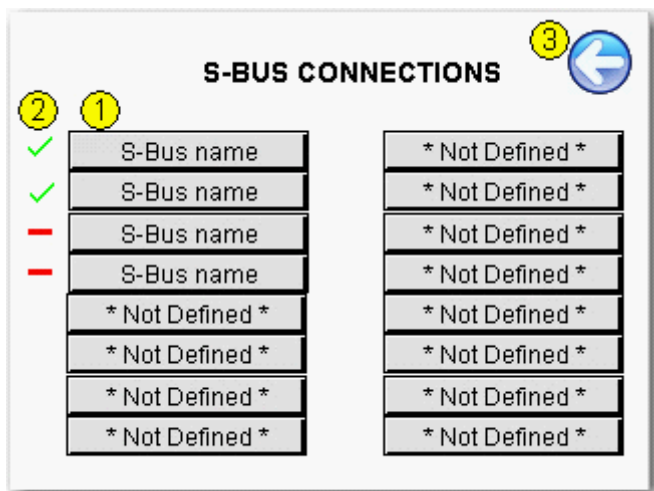 3
S-BUS CONNECTIONS
2 1
S-Bus name * Not Defined *
S-Bus name * Not Defined *
S-Bus name * Not Defined *
S-Bus name * Not Defined *
* Not Defined * * Not Defined *
* Not Defined * * Not Defined *
* Not Defined * * Not Defined *
* Not Defined * * Not Defined *